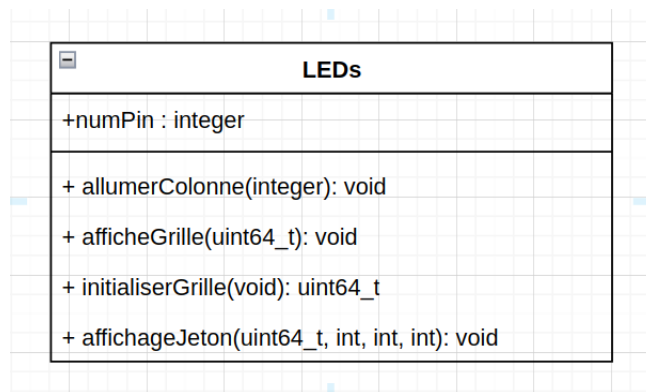 LEDs
+numPin : integer
+ allumerColonne(integer): void
+ afficheGrille(uint64_t): void
+ initialiserGrille(void): uint64_t
+ affichageJeton(uint64_t, int, int, int): void